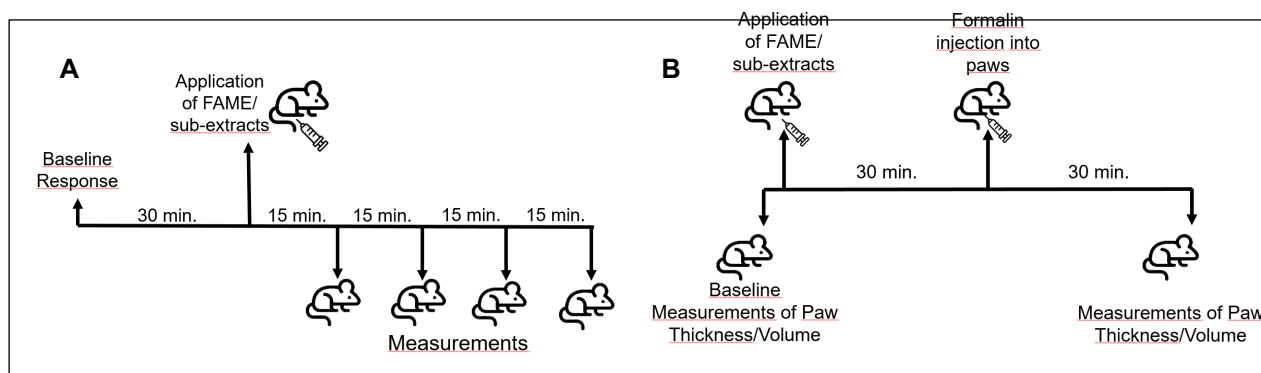 A
Application
of FAME/
sub-extracts
Baseline
Response
30 min.
15 min.
15 min.
15 min.
15 min.
Measurements
B
Application
of FAME/
sub-extracts
Formalin
injection into
paws
30 min.
30 min.
Baseline
Measurements of Paw
Thickness/Volume
Measurements of Paw
Thickness/Volume